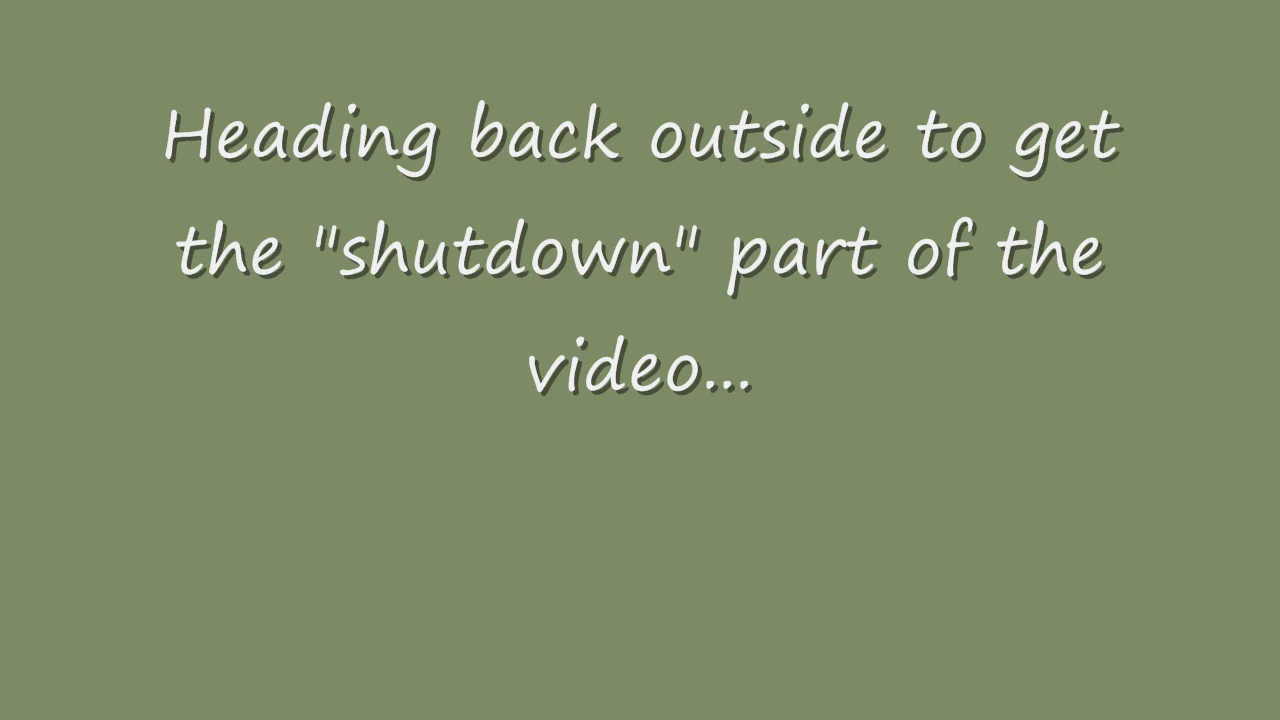 Heading back outside to get
the "shutdown" part of the
video...